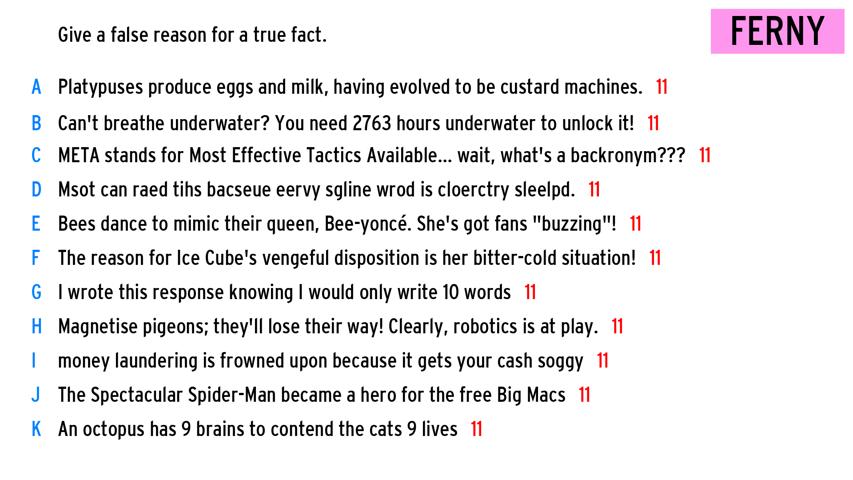 Give a false reason for a true fact.
FERNY
A Platypuses produce eggs and milk, having evolved to be custard machines. 11
B Can't breathe underwater? You need 2763 hours underwater to unlock it! 11
C META stands for Most Effective Tactics Available... wait, what's a backronym??? 11
D Msot can raed tihs bacseue eervy sgline wrod is cloerctry sleelpd. 11
E Bees dance to mimic their queen, Bee-yoncé. She's got fans "buzzing"! 11
F The reason for Ice Cube's vengeful disposition is her bitter-cold situation! 11
G I wrote this response knowing I would only write 10 words 11
H Magnetise pigeons; they'll lose their way! Clearly, robotics is at play. 11
I money laundering is frowned upon because it gets your cash soggy 11
J The Spectacular Spider-Man became a hero for the free Big Macs 11
K An octopus has 9 brains to contend the cats 9 lives 11